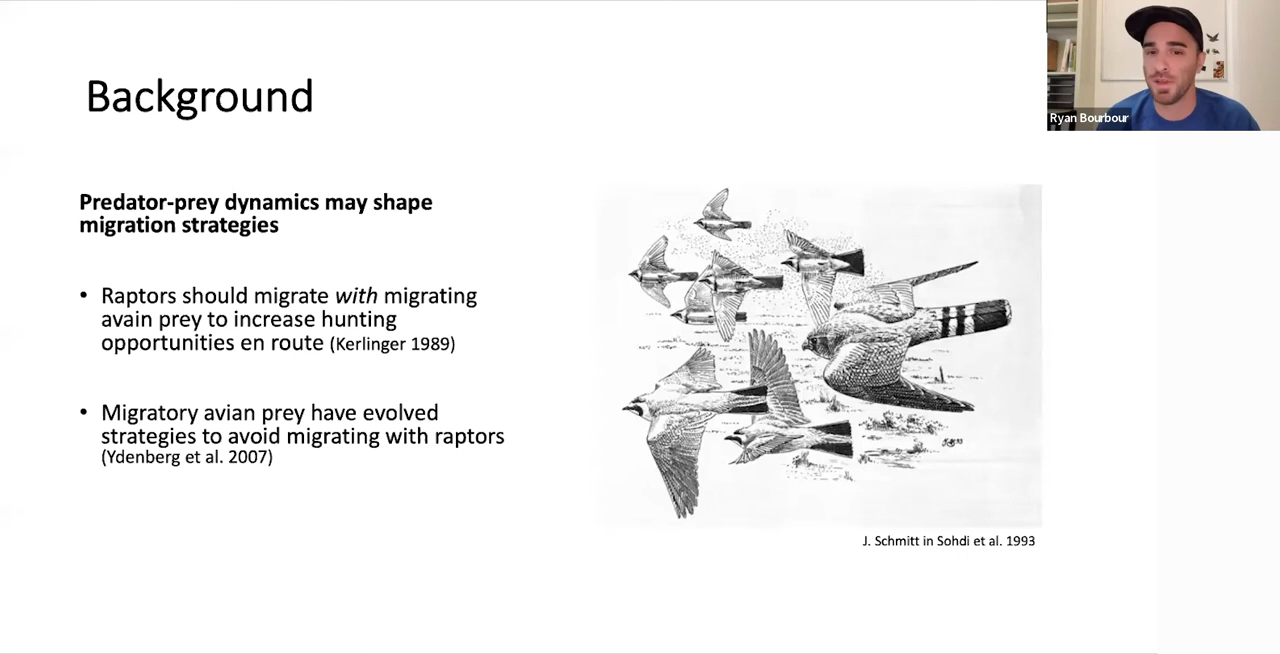 Background
Ryan Bourbour
Predator-prey dynamics may shape
migration strategies
• Raptors should migrate with migrating
avain prey to increase hunting
opportunities en route (Kerlinger 1989)
• Migratory avian prey have evolved
strategies to avoid migrating with raptors
(Ydenberg et al. 2007)
J. Schmitt in Sohdi et al. 1993